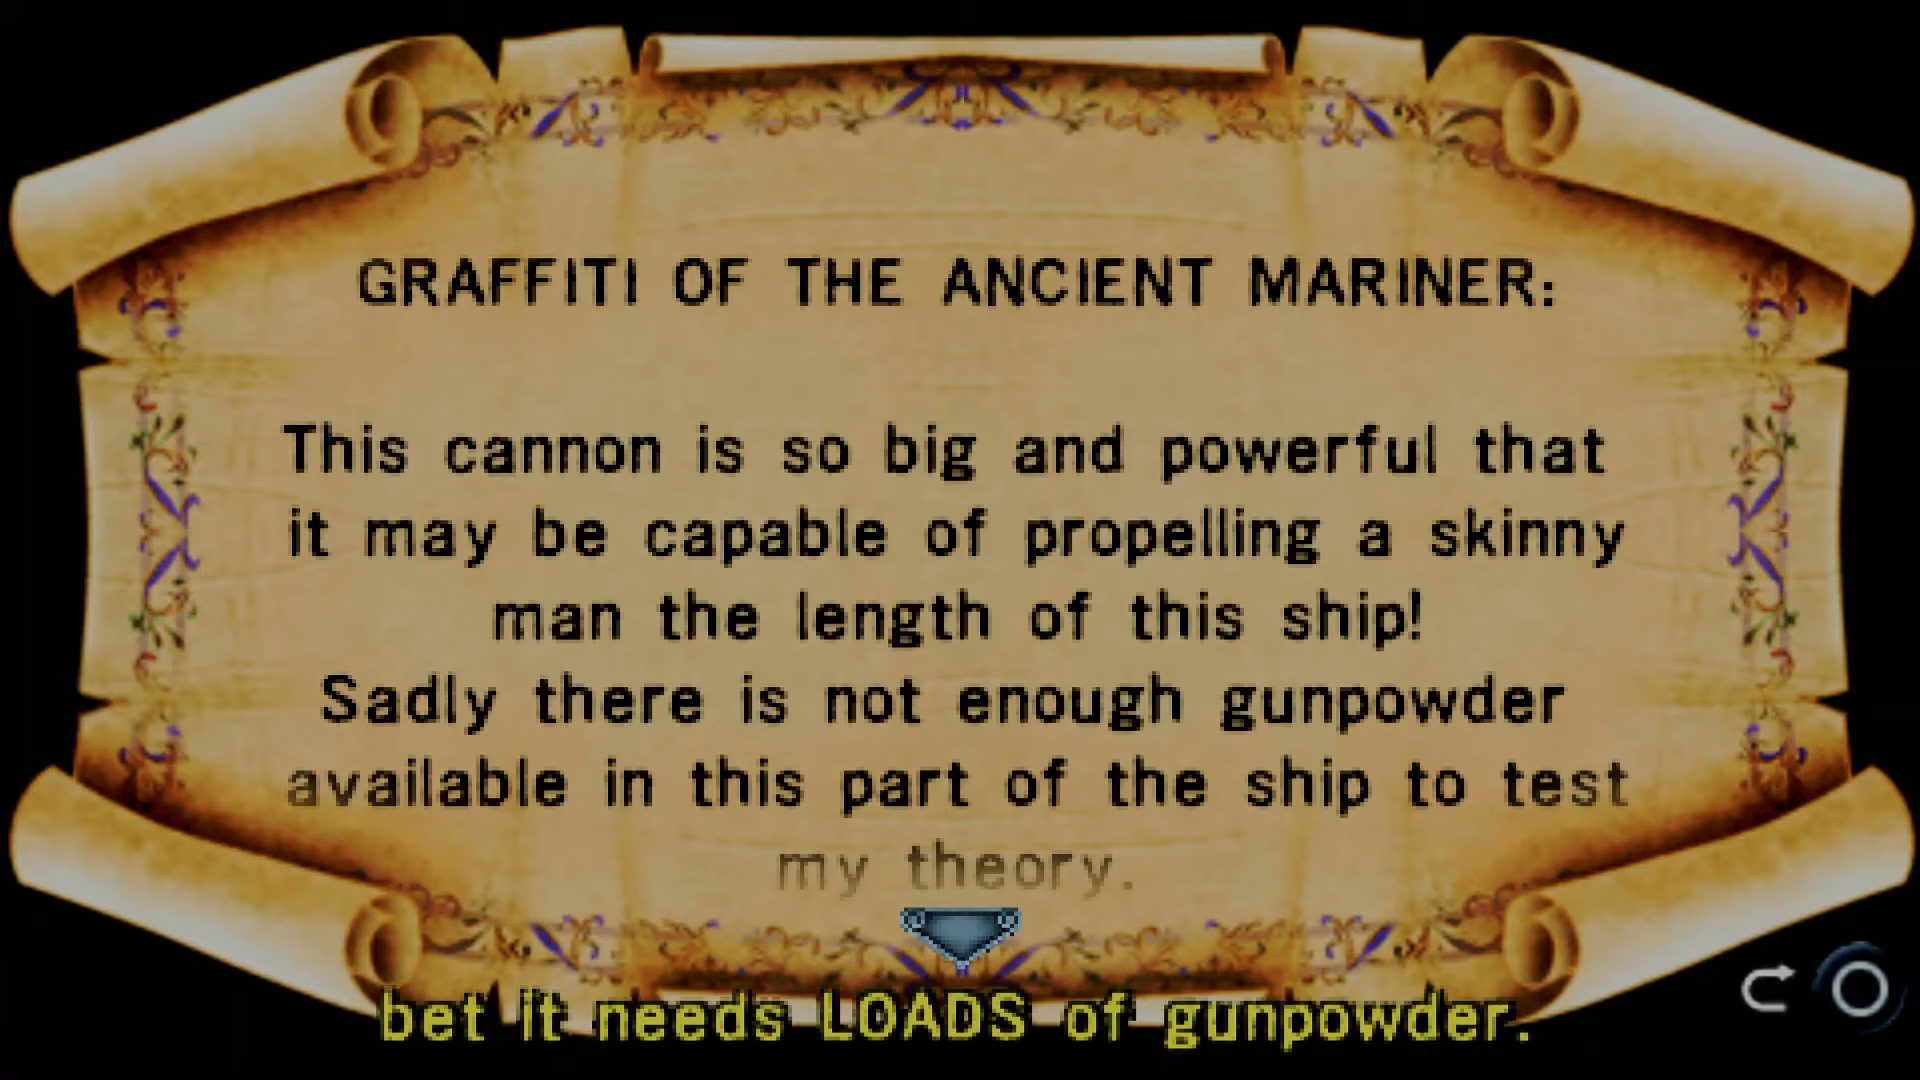 GRAFFITI OF THE ANCIENT MARINER:
This cannon is so big and powerful that
it may be capable of propelling a skinny
man the length of this ship!
Sadly there is not enough gunpowder
available in this part of the ship to test
my theory.
bet it needs LOADS of gunpowder.